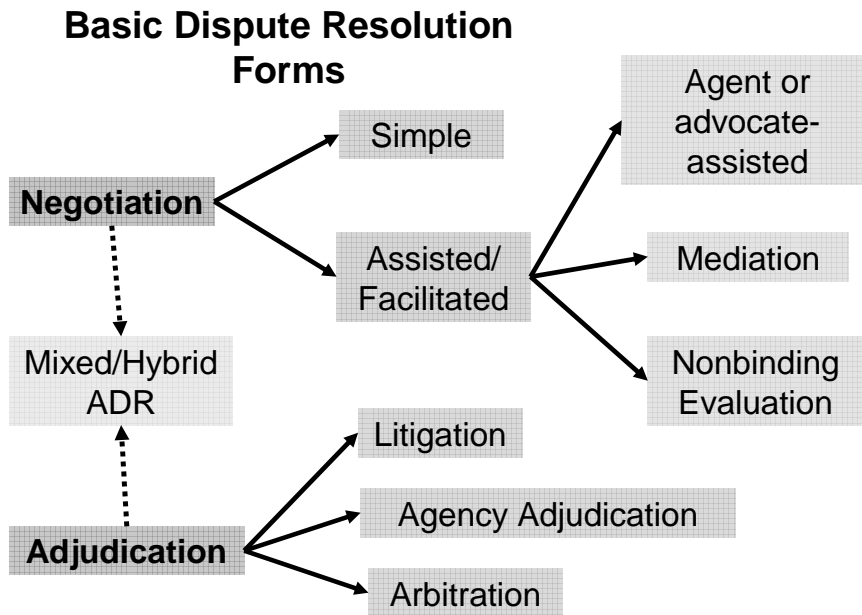 Basic Dispute Resolution
Forms
Negotiation
Simple
Assisted/
Facilitated
Agent or
advocate-
assisted
Mediation
Nonbinding
Evaluation
Mixed/Hybrid
ADR
Adjudication
Litigation
Agency Adjudication
Arbitration